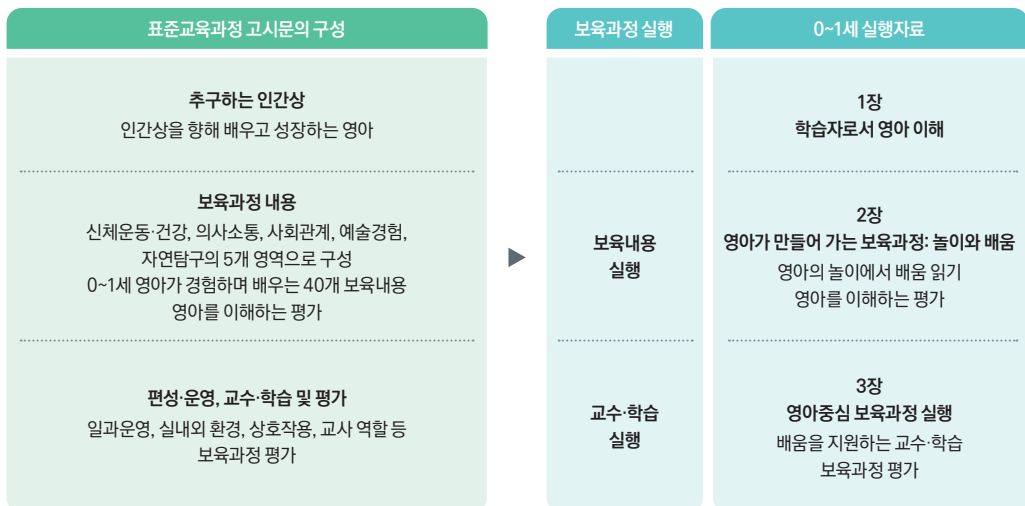 표준교육과정 고시문의 구성
추구하는 인간상
인간상을 향해 배우고 성장하는 영아
보육과정 내용
신체운동·건강, 의사소통, 사회관계, 예술경험,
자연탐구의 5개 영역으로 구성
0~1세 영아가 경험하며 배우는 40개 보육내용
영아를 이해하는 평가
편성·운영, 교수·학습 및 평가
일과운영, 실내외 환경, 상호작용, 교사 역할 등
보육과정 평가
보육과정 실행
보육내용
실행
교수·학습
실행
0~1세 실행자료
1장
학습자로서 영아 이해
2장
영아가 만들어 가는 보육과정: 놀이와 배움
영아의 놀이에서 배움 읽기
영아를 이해하는 평가
3장
영아중심 보육과정 실행
배움을 지원하는 교수·학습
보육과정 평가